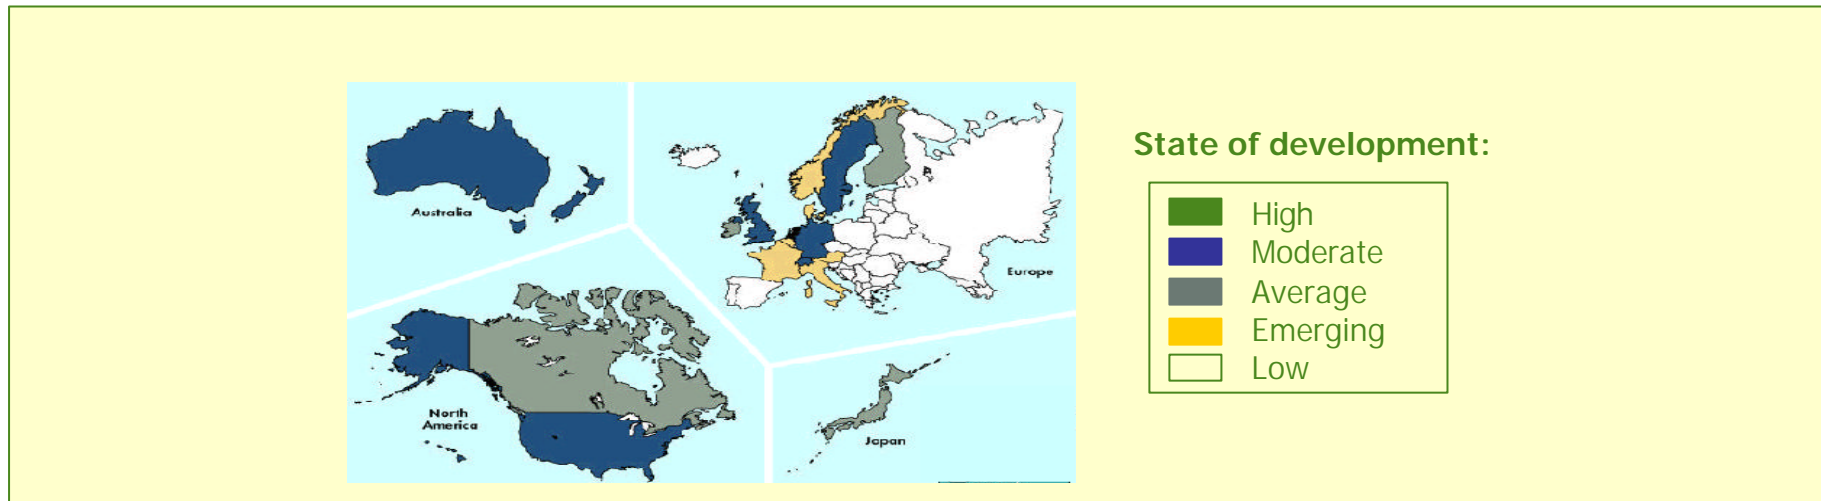 Australia
Europe
North
America
Japan
State of development:
High
Moderate
Average
Emerging
Low